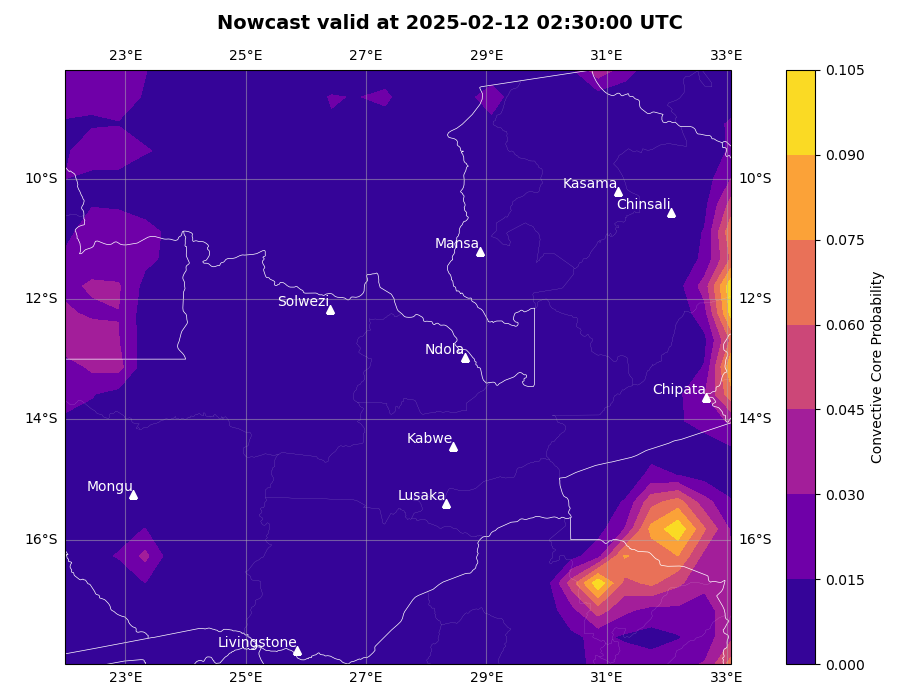 Nowcast valid at 2025-02-12 02:30:00 UTC
23°E 25°E 27°E 29°E 31°E 33°E
0.105
0.090
10°S 10°S
Kasama
Chinsali
0.075
Mansa
12°S 12°S
Solwezi
0.060
Ndola
Convective Core Probability
Chipata
0.045
14°S 14°S
Kabwe
Mongu
Lusaka
0.030
16°S 16°S
0.015
Livingstone
0.000
23°E 25°E 27°E 29°E 31°E 33°E